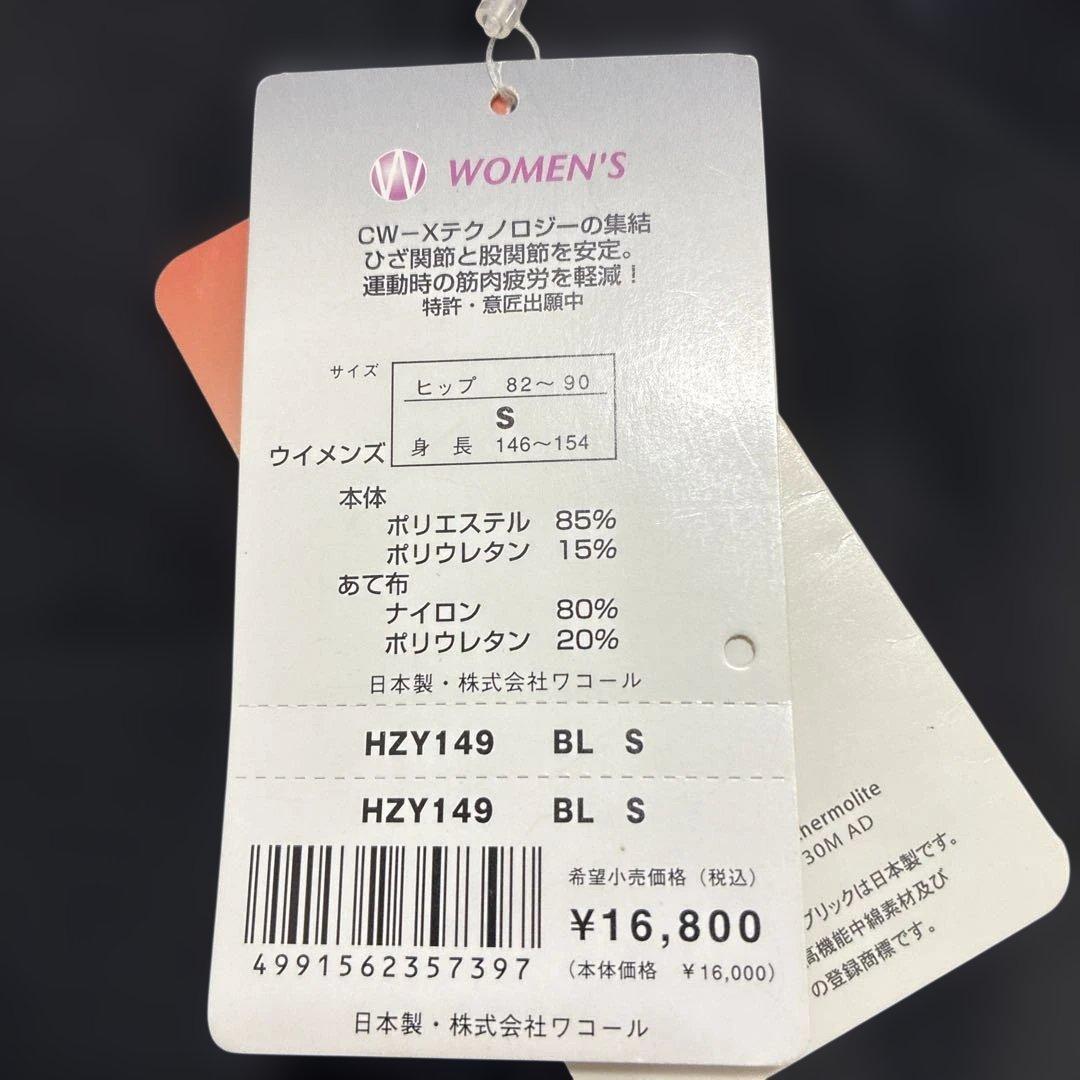 W WOMEN'S
CW－Xテクノロジーの集結
ひざ関節と股関節を安定。
運動時の筋肉疲労を軽減！
特許・意匠出願中
サイズ
ヒップ 82～90
S
ウイメンズ
身長 146～154
本体
ポリエステル 85%
ポリウレタン 15%
あて布
ナイロン 80%
ポリウレタン 20%
日本製・株式会社ワコール
HZY149 BL S
HZY149 BL S
希望小売価格（税込）
¥16,800
4991562357397
（本体価格 ¥16,000）
日本製・株式会社ワコール
hermolite
30M AD
ブリックは日本製です。
高機能中綿素材及び
の登録商標です。